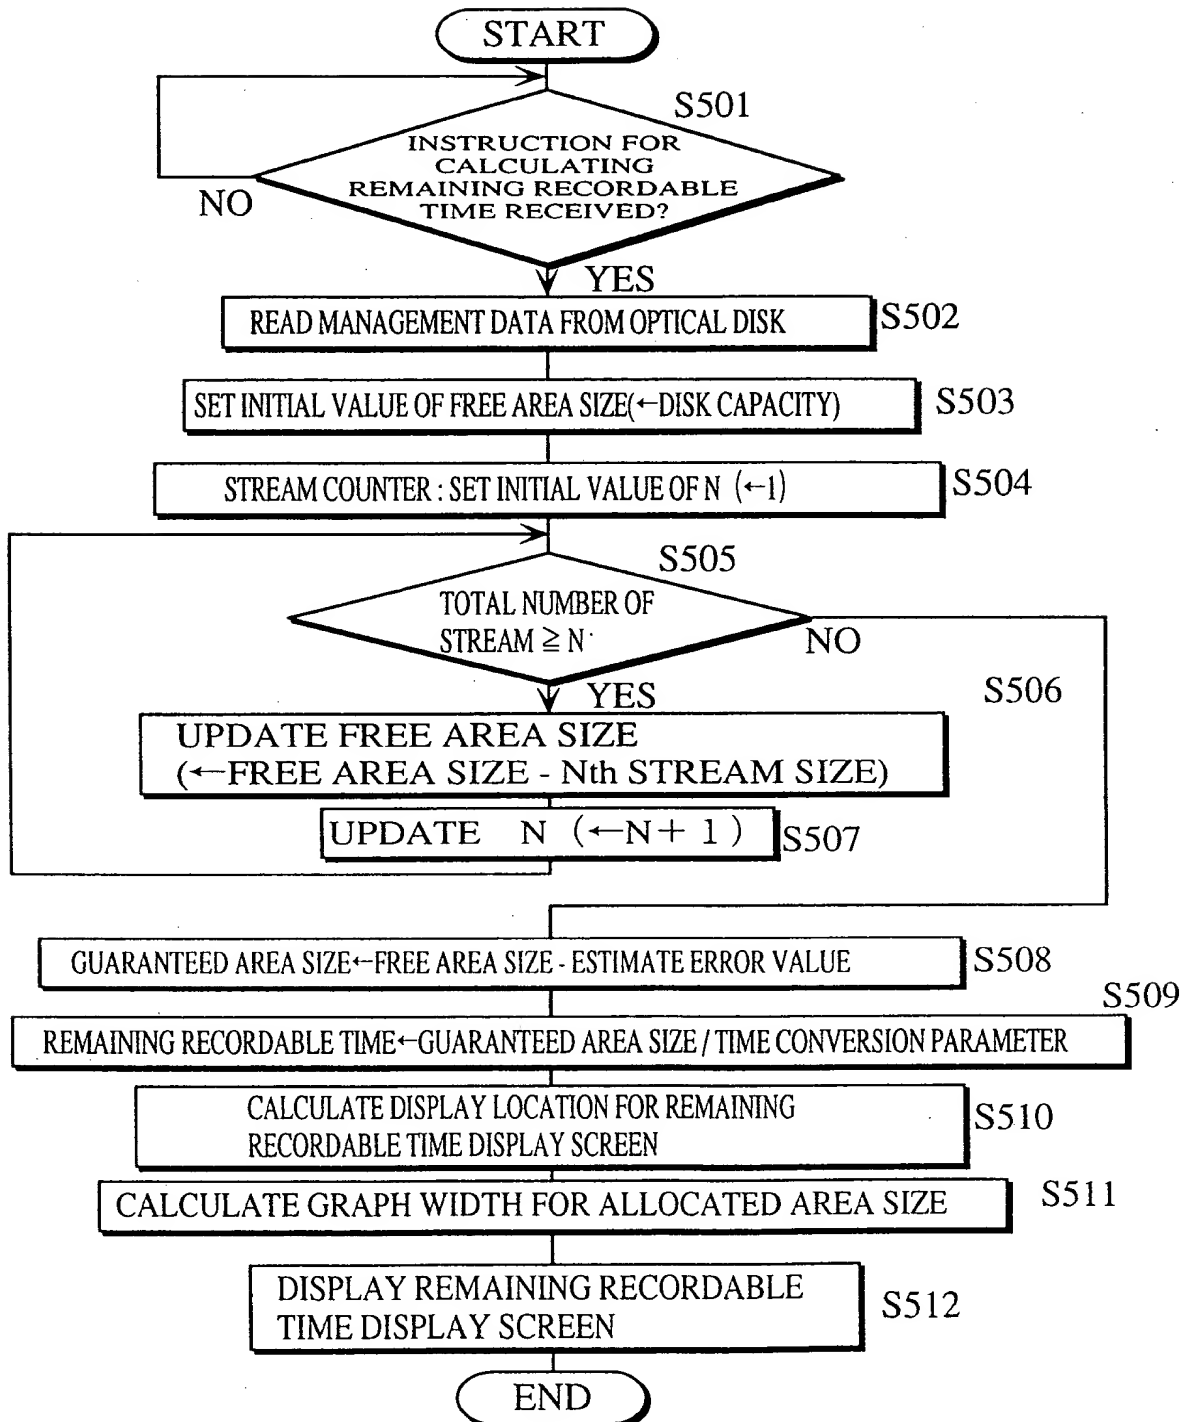 START
S501
INSTRUCTION FOR
CALCULATING
REMAINING RECORDABLE
TIME RECEIVED?
NO
YES
READ MANAGEMENT DATA FROM OPTICAL DISK
S502
SET INITIAL VALUE OF FREE AREA SIZE(←DISK CAPACITY)
S503
STREAM COUNTER : SET INITIAL VALUE OF N (←1)
S504
S505
TOTAL NUMBER OF
STREAM ≧ N
NO
YES
S506
UPDATE FREE AREA SIZE
(←FREE AREA SIZE - Nth STREAM SIZE)
UPDATE N (←N+1)
S507
GUARANTEED AREA SIZE←FREE AREA SIZE - ESTIMATE ERROR VALUE
S508
S509
REMAINING RECORDABLE TIME←GUARANTEED AREA SIZE / TIME CONVERSION PARAMETER
CALCULATE DISPLAY LOCATION FOR REMAINING
RECORDABLE TIME DISPLAY SCREEN
S510
CALCULATE GRAPH WIDTH FOR ALLOCATED AREA SIZE
S511
DISPLAY REMAINING RECORDABLE
TIME DISPLAY SCREEN
S512
END